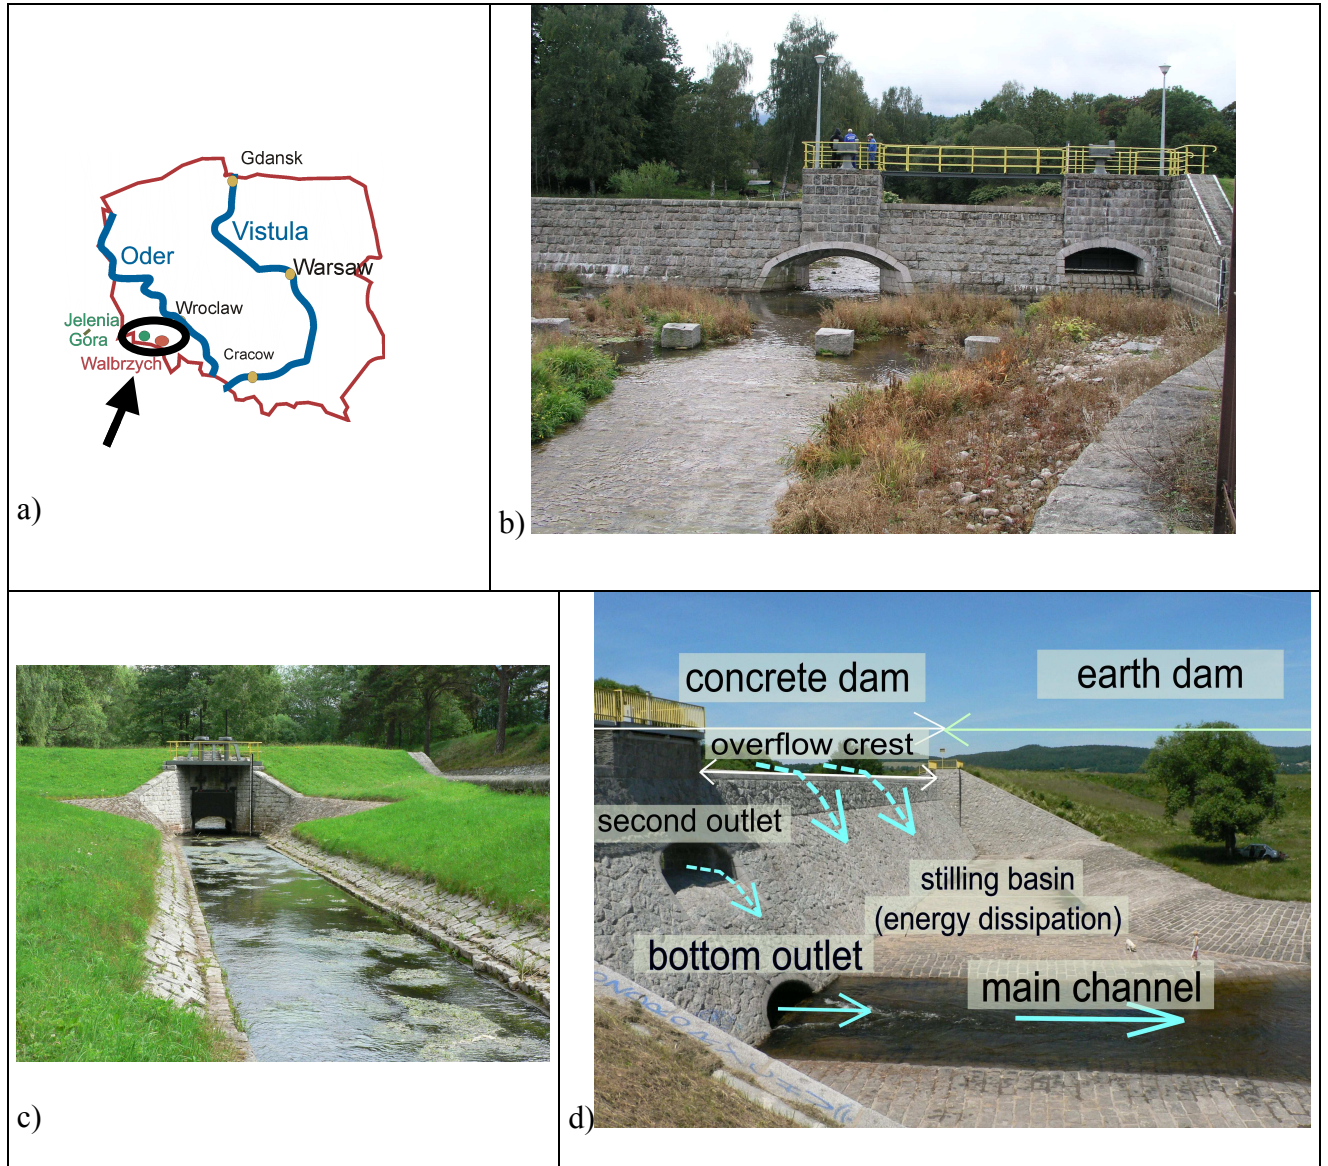 Gdansk
Vistula
Oder
Warsaw
Wroclaw
Jelenia
Góra
Walbrzych
Cracow
a)
b)
c)
concrete dam
earth dam
overflow crest
second outlet
stilling basin
(energy dissipation)
bottom outlet
main channel
d)